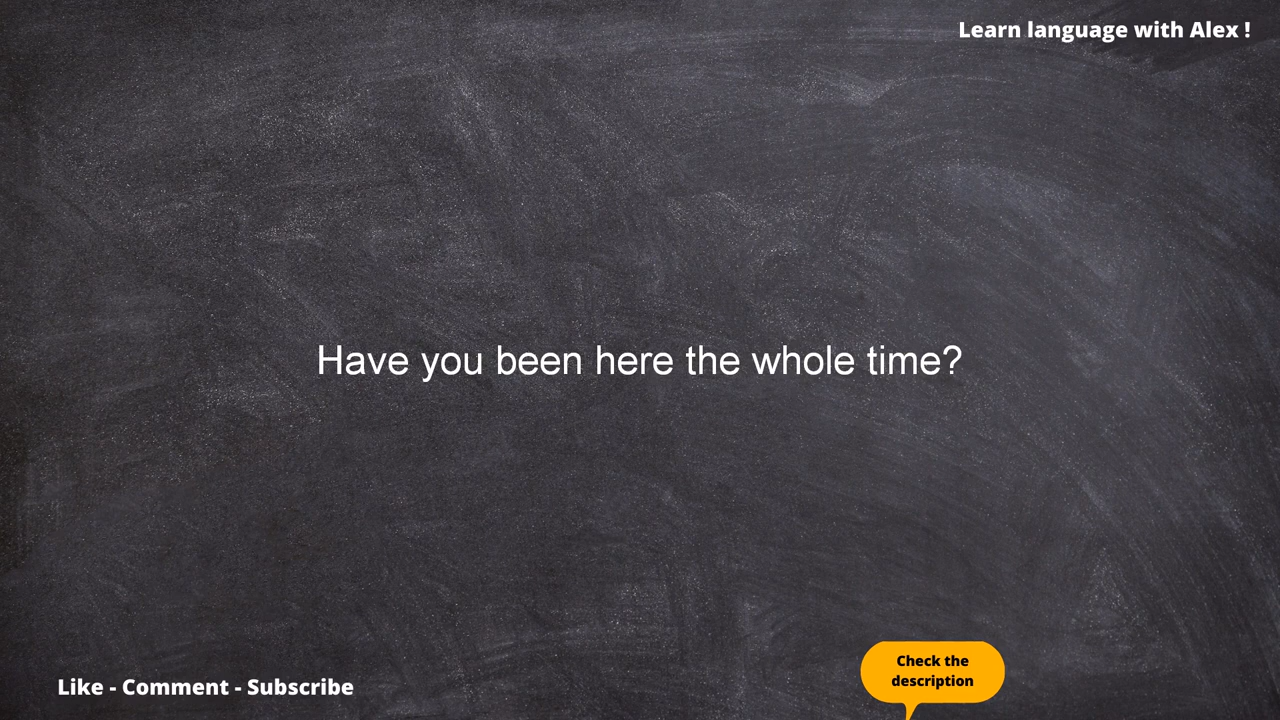 Learn language with Alex !
Have you been here the whole time?
Check the
description
Like - Comment - Subscribe